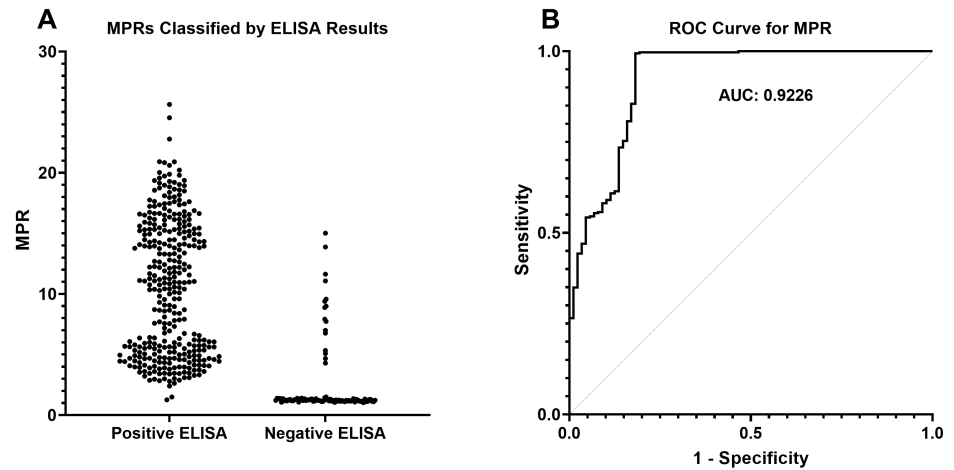 A
MPRs Classified by ELISA Results
MPR
30
20
10
0
Positive ELISA
Negative ELISA
B
ROC Curve for MPR
AUC: 0.9226
Sensitivity
1.0
0.5
0.0
0.0
0.5
1.0
1 - Specificity